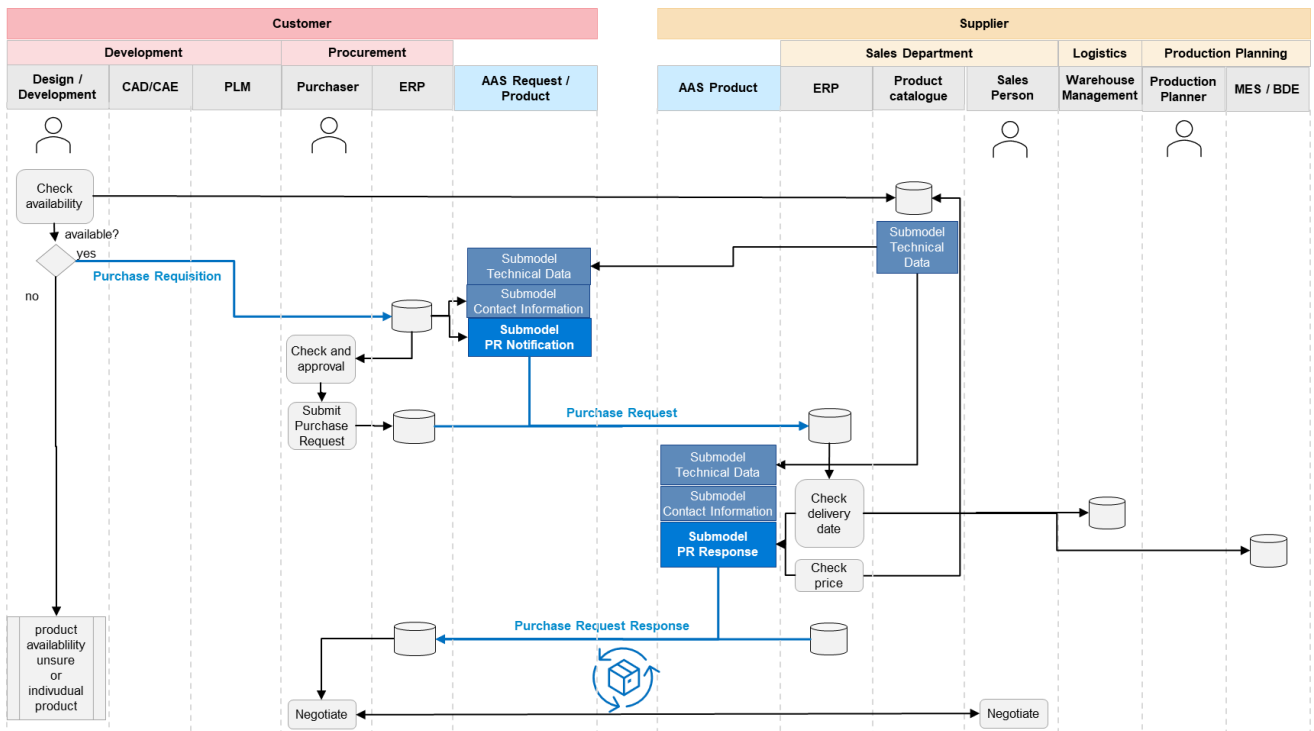 Customer
Supplier
Development
Procurement
Sales Department
Logistics
Production Planning
Design /
Development
CAD/CAE
PLM
Purchaser
ERP
AAS Request /
Product
AAS Product
ERP
Product
catalogue
Sales
Person
Warehouse
Management
Production
Planner
MES / BDE
Check
availability
available?
yes
no
Purchase Requisition
Submodel
Technical Data
Submodel
Technical
Data
Submodel
Contact Information
Submodel
PR Notification
Check and
approval
Submit
Purchase
Request
Purchase Request
Submodel
Technical Data
Submodel
Contact Information
Submodel
PR Response
Check
delivery
date
Check
price
Purchase Request Response
product
availablility
unsure
or
indivudual
product
Negotiate
Negotiate